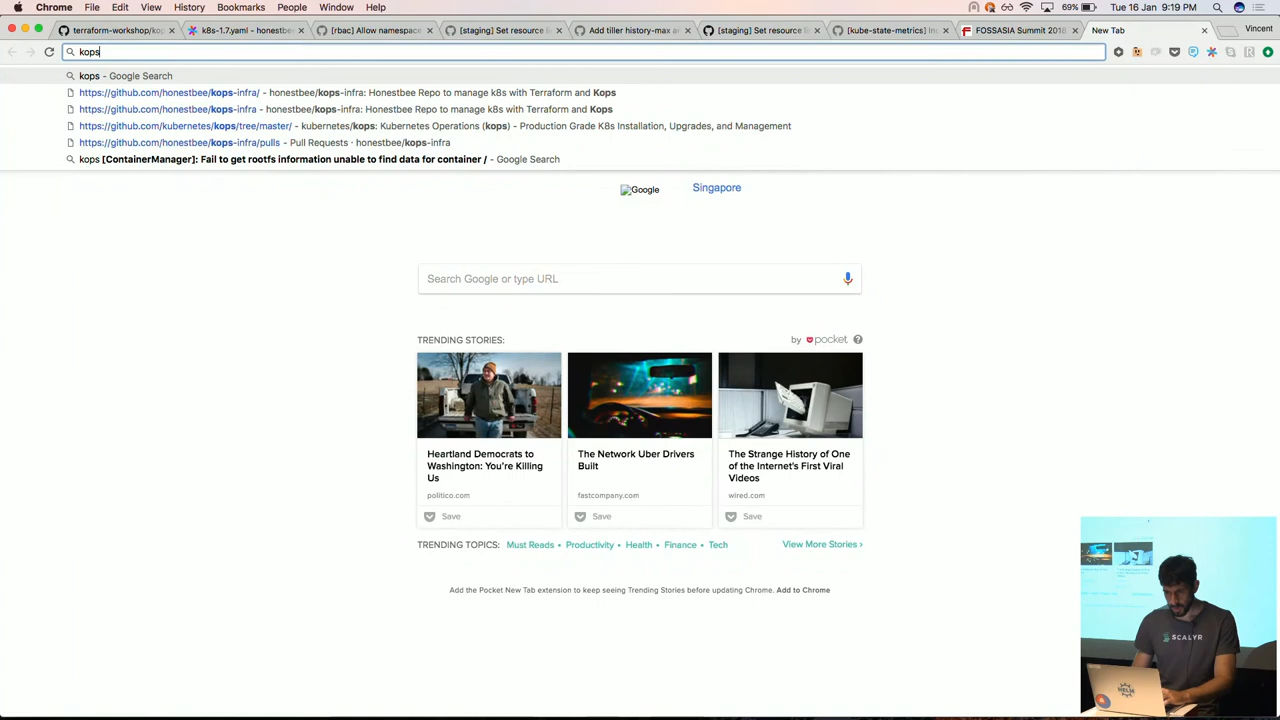 Chrome File Edit View History Bookmarks People Window Help 69% Tue 16 Jan 9:19 PM
terraform-workshop/kop k8s-1.7.yaml - honestbee [rbac] Allow namespace [staging] Set resource li Add tiller history-max a [staging] Set resource li [kube-state-metrics] In FOSSASIA Summit 2018 New Tab Vincent
kops
kops - Google Search
https://github.com/honestbee/kops-infra/ - honestbee/kops-infra: Honestbee Repo to manage k8s with Terraform and Kops
https://github.com/honestbee/kops-infra - honestbee/kops-infra: Honestbee Repo to manage k8s with Terraform and Kops
https://github.com/kubernetes/kops/tree/master/ - kubernetes/kops: Kubernetes Operations (kops) - Production Grade K8s Installation, Upgrades, and Management
https://github.com/honestbee/kops-infra/pulls - Pull Requests · honestbee/kops-infra
kops [ContainerManager]: Fail to get rootfs information unable to find data for container / - Google Search
Google Singapore
Search Google or type URL
TRENDING STORIES: by pocket ?
Heartland Democrats to
Washington: You're Killing
Us
politico.com
Save
The Network Uber Drivers
Built
fastcompany.com
Save
The Strange History of One
of the Internet's First Viral
Videos
wired.com
Save
TRENDING TOPICS: Must Reads • Productivity • Health • Finance • Tech View More Stories ›
Add the Pocket New Tab extension to keep seeing Trending Stories before updating Chrome. Add to Chrome
SCALYR
HELM